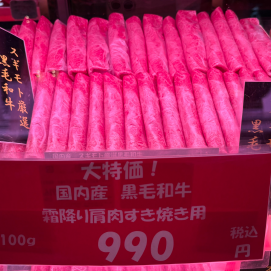 スギモト厳選
黒毛和牛
大特価！
国内産 黒毛和牛
霜降り肩肉すき焼き用
100g 990 税込
円